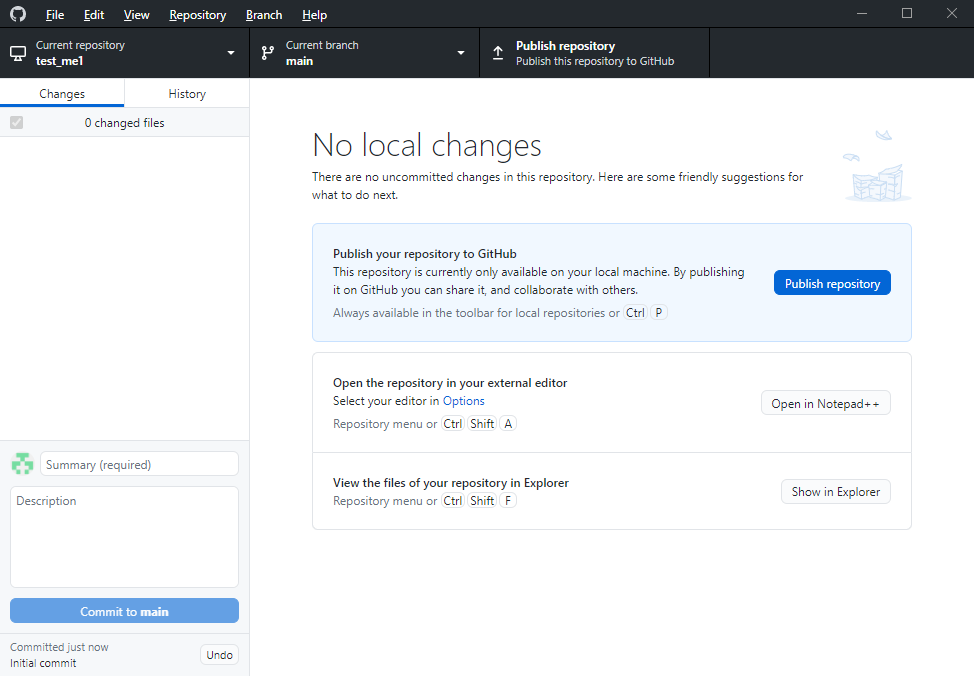 File Edit View Repository Branch Help
Current repository
test_me1
Current branch
main
Publish repository
Publish this repository to GitHub
Changes
History
0 changed files
No local changes
There are no uncommitted changes in this repository. Here are some friendly suggestions for
what to do next.
Publish your repository to GitHub
This repository is currently only available on your local machine. By publishing
it on GitHub you can share it, and collaborate with others.
Always available in the toolbar for local repositories or Ctrl P
Publish repository
Open the repository in your external editor
Select your editor in Options
Repository menu or Ctrl Shift A
Open in Notepad++
View the files of your repository in Explorer
Repository menu or Ctrl Shift F
Show in Explorer
Summary (required)
Description
Commit to main
Committed just now
Initial commit
Undo